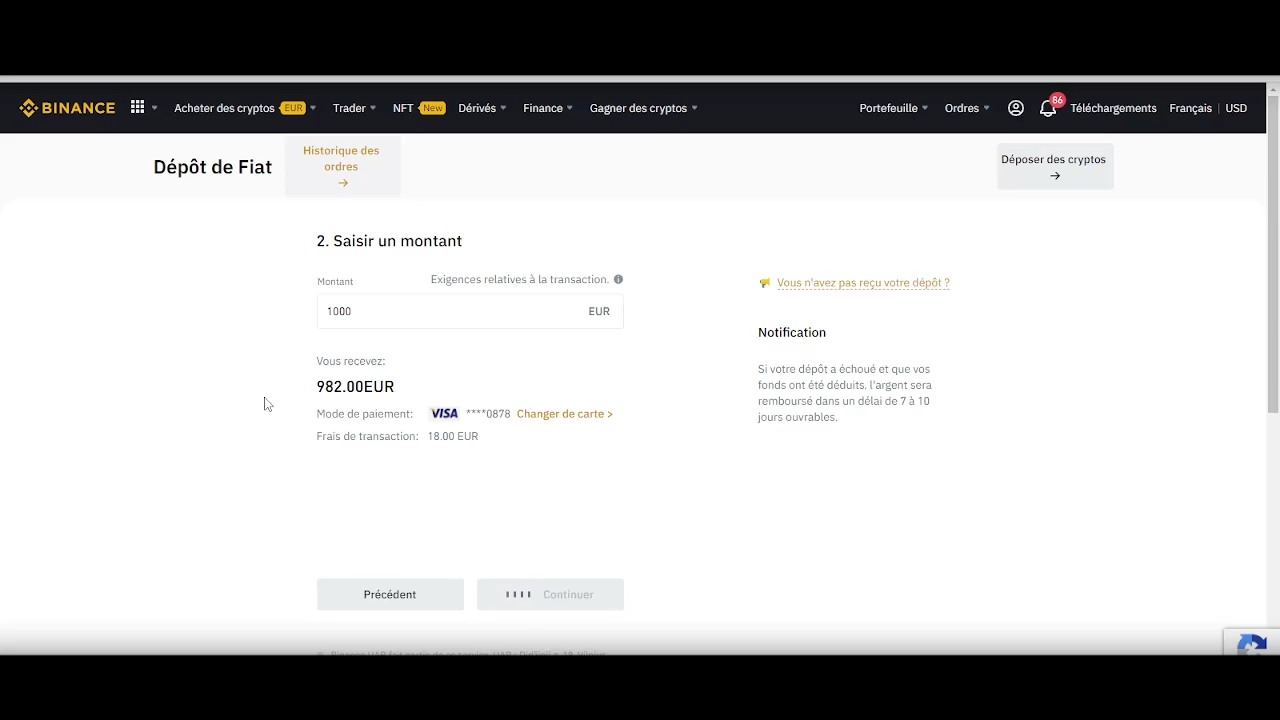 BINANCE
Acheter des cryptos EUR
Trader
NFT New
Dérivés
Finance
Gagner des cryptos
Portefeuille
Ordres
86
Téléchargements
Français | USD
Dépôt de Fiat
Historique des
ordres
→
Déposer des cryptos
→
2. Saisir un montant
Montant
Exigences relatives à la transaction.
1000 EUR
Vous recevez:
982.00EUR
Mode de paiement: VISA ****0878 Changer de carte >
Frais de transaction: 18.00 EUR
Vous n'avez pas reçu votre dépôt ?
Notification
Si votre dépôt a échoué et que vos
fonds ont été déduits, l'argent sera
remboursé dans un délai de 7 à 10
jours ouvrables.
Précédent
Continuer